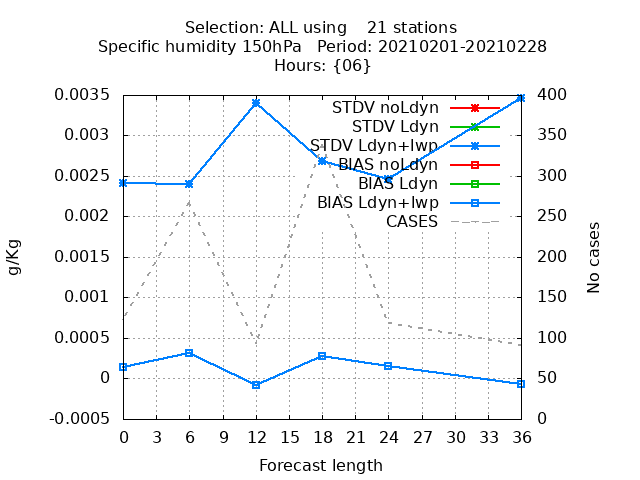 Selection: ALL using    21 stations
Specific humidity 150hPa   Period: 20210201-20210228
Hours: {06}
0.0035
0.003
0.0025
0.002
0.0015
0.001
0.0005
0
-0.0005
g/Kg
STDV noLdyn
STDV Ldyn
STDV Ldyn+lwp
BIAS noLdyn
BIAS Ldyn
BIAS Ldyn+lwp
CASES
400
350
300
250
200
150
100
50
0
No cases
0 3 6 9 12 15 18 21 24 27 30 33 36
Forecast length